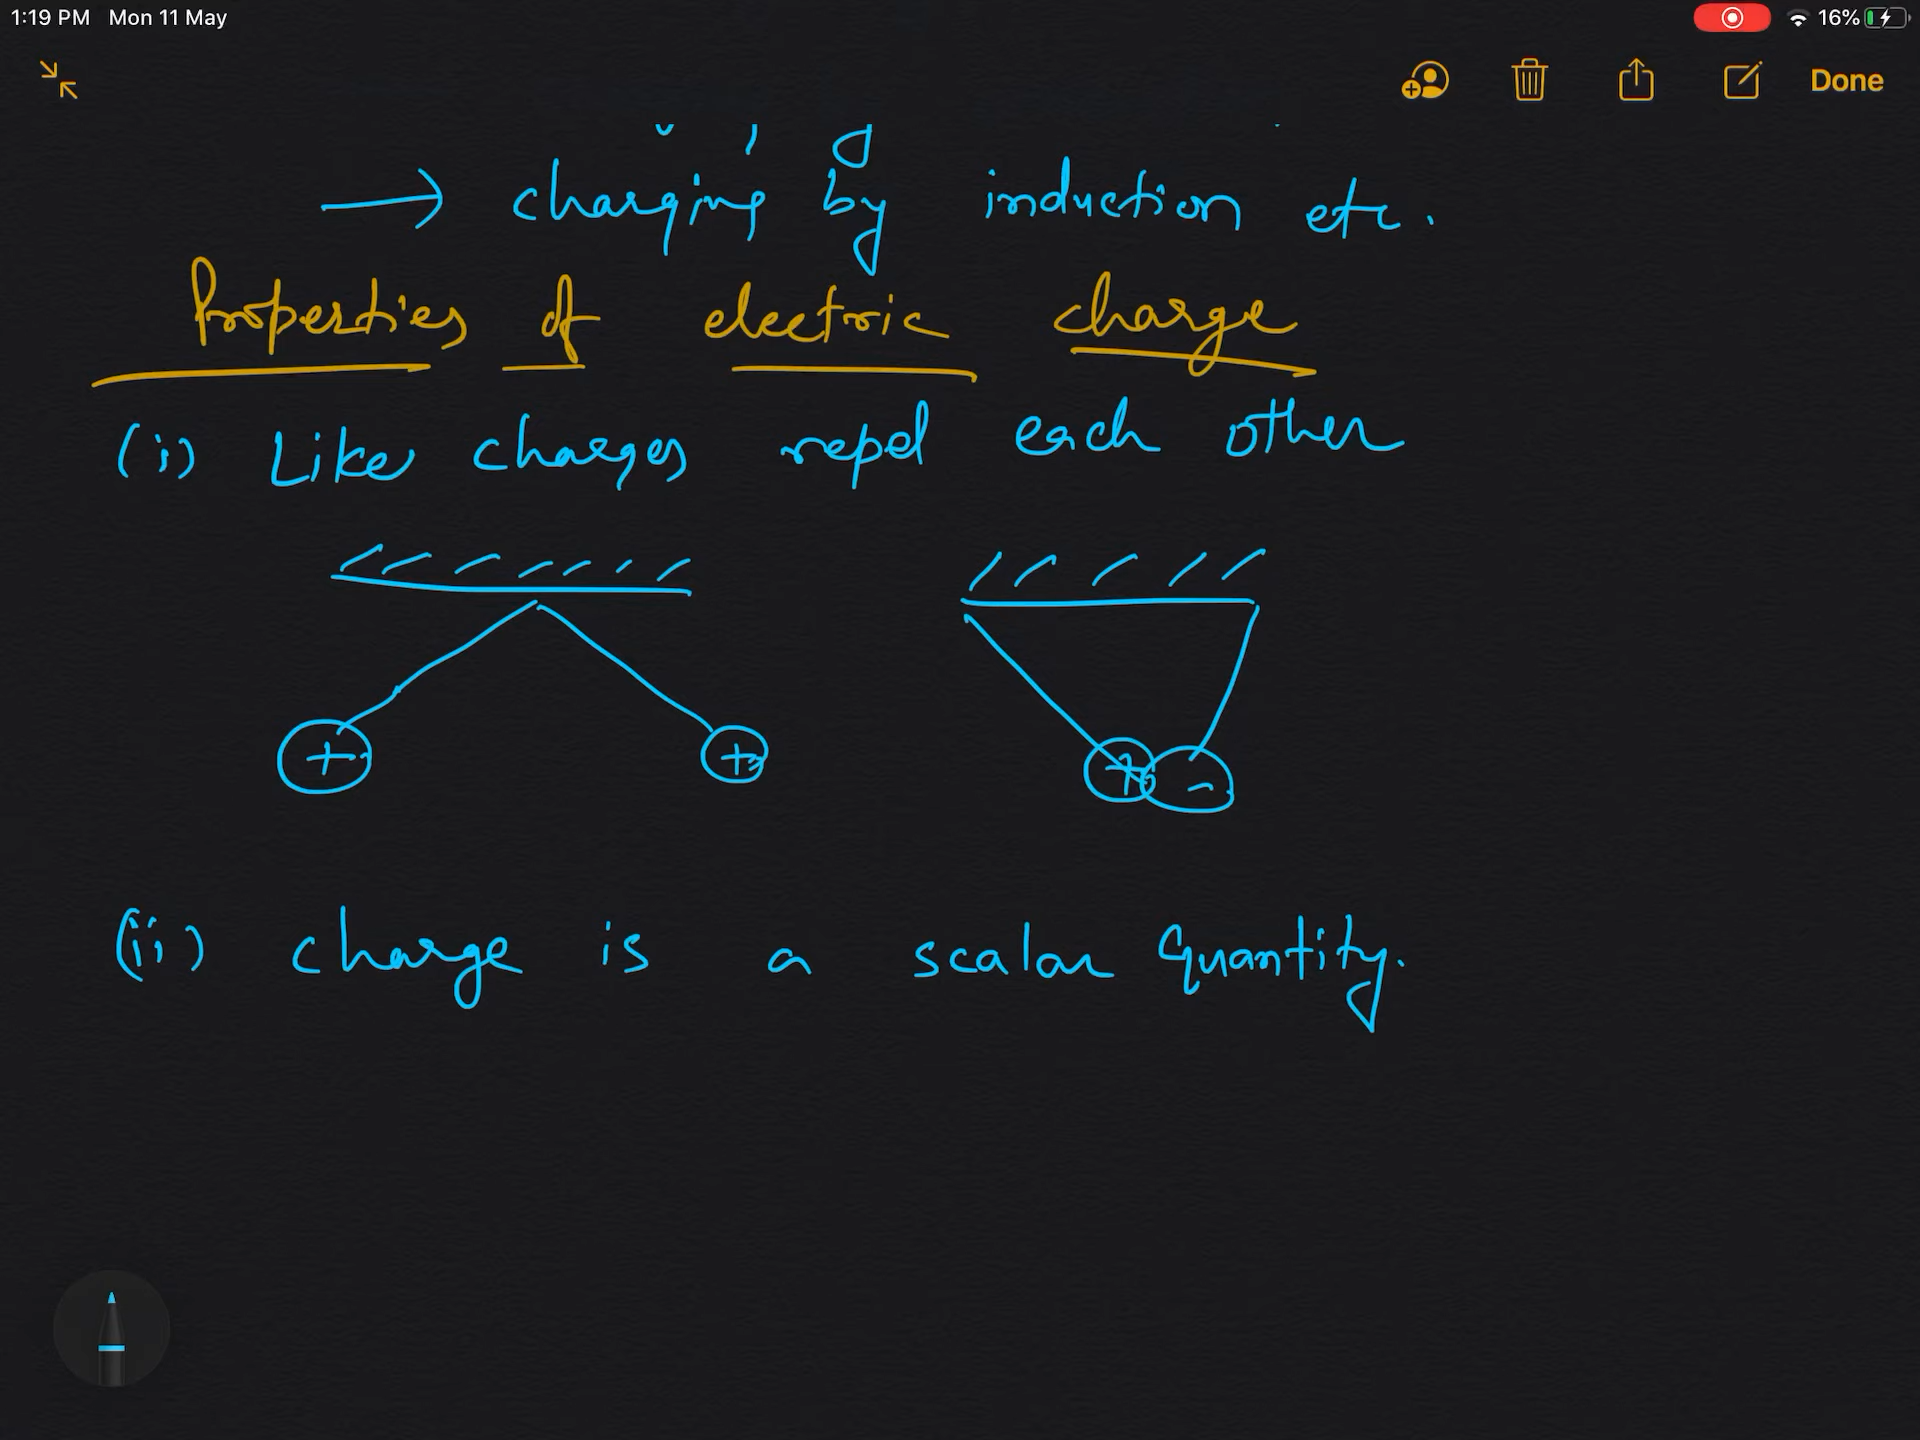 1:19 PM Mon 11 May 16%
Done
→ charging by induction etc.
Properties of electric charge
(i) Like charges repel each other
+ + + -
(ii) charge is a scalar quantity.